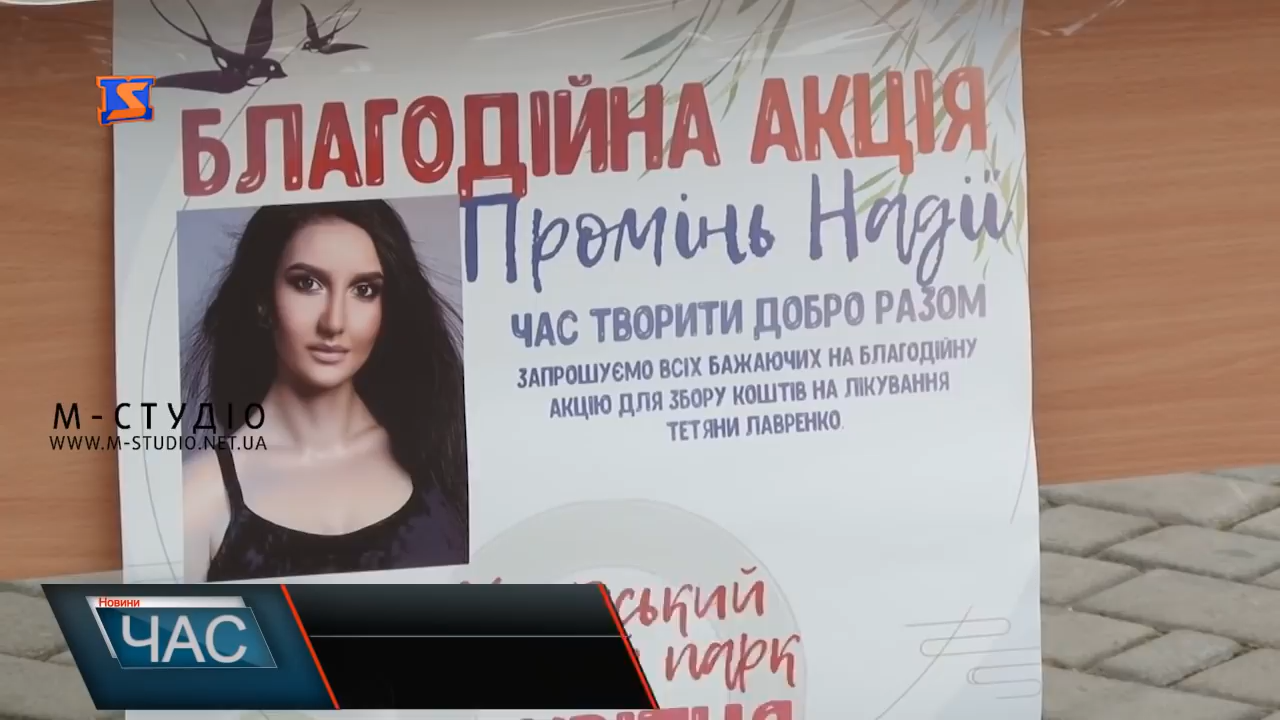 БЛАГОДІЙНА АКЦІЯ
Промінь Надії
ЧАС ТВОРИТИ ДОБРО РАЗОМ
ЗАПРОШУЄМО ВСІХ БАЖАЮЧИХ НА БЛАГОДІЙНУ
АКЦІЮ ДЛЯ ЗБОРУ КОШТІВ НА ЛІКУВАННЯ
ТЕТЯНИ ЛАВРЕНКО.
М-СТУДІО
WWW.M-STUDIO.NET.UA
парк
Новини
ЧАС